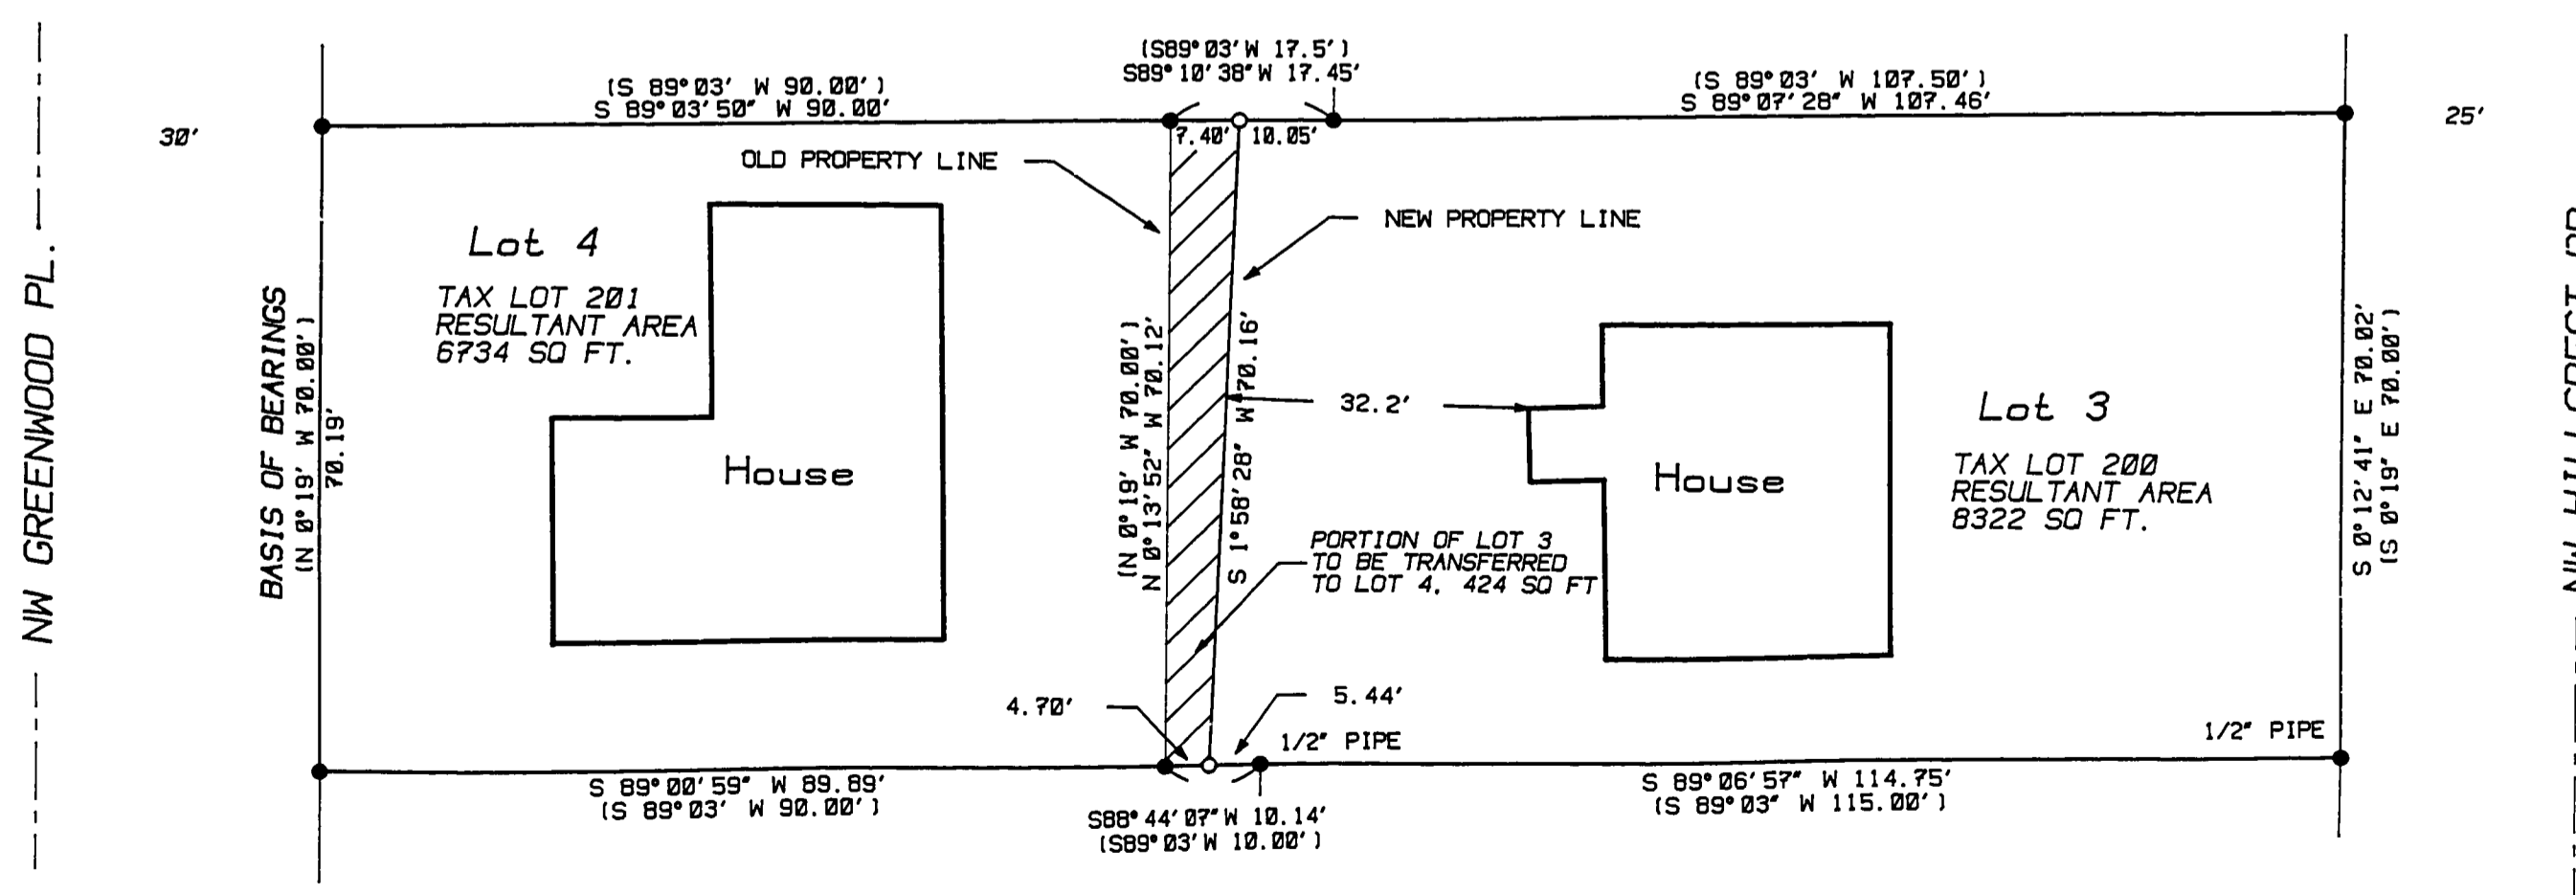 (S89°03'W 17.5')
S89°10'38"W 17.45'
(S 89°03' W 90.00')
S 89°03'50" W 90.00'
(S 89°03' W 107.50')
S 89°07'28" W 107.46'
30'
25'
7.40'
10.05'
OLD PROPERTY LINE
NEW PROPERTY LINE
Lot 4
TAX LOT 201
RESULTANT AREA
6734 SQ FT.
NW GREENWOOD PL.
BASIS OF BEARINGS
(N 0°19' W 70.00')
70.19'
House
(N 0°19' W 70.00')
N 0°13'52" W 70.12'
S 1°58'28" W 70.16'
32.2'
House
Lot 3
TAX LOT 200
RESULTANT AREA
8322 SQ FT.
S 0°12'41" E 70.02'
(S 0°19' E 70.00')
PORTION OF LOT 3
TO BE TRANSFERRED
TO LOT 4, 424 SQ FT
4.70'
5.44'
1/2" PIPE
1/2" PIPE
S 89°00'59" W 89.89'
(S 89°03' W 90.00')
S88°44'07"W 10.14'
(S89°03'W 10.00')
S 89°06'57" W 114.75'
(S 89°03" W 115.00')